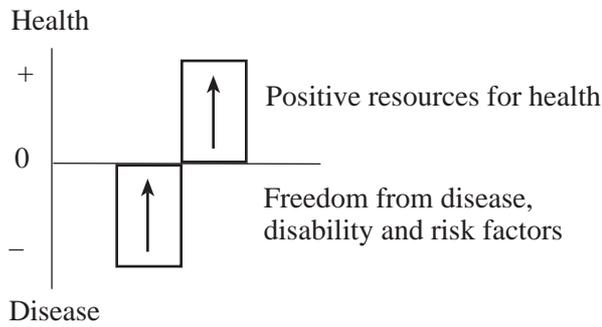 Health
+
Positive resources for health
0
Freedom from disease,
disability and risk factors
–
Disease